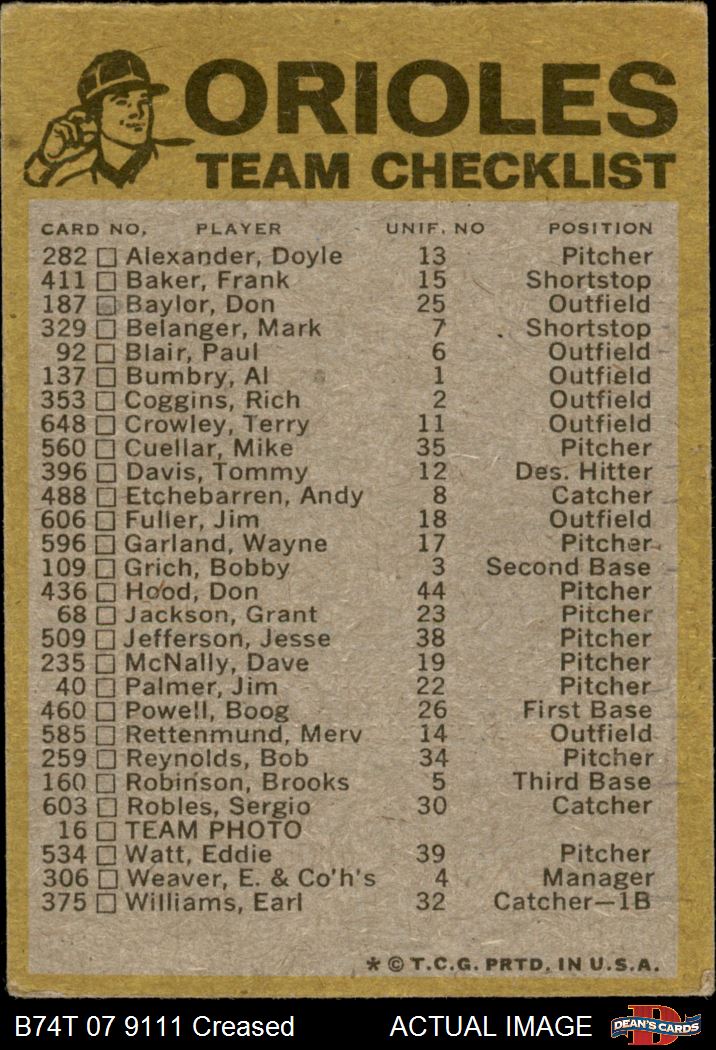 ORIOLES
TEAM CHECKLIST
CARD NO. PLAYER UNIF. NO POSITION
282 Alexander, Doyle 13 Pitcher
411 Baker, Frank 15 Shortstop
187 Baylor, Don 25 Outfield
329 Belanger, Mark 7 Shortstop
92 Blair, Paul 6 Outfield
137 Bumbry, Al 1 Outfield
353 Coggins, Rich 2 Outfield
648 Crowley, Terry 11 Outfield
560 Cuellar, Mike 35 Pitcher
396 Davis, Tommy 12 Des. Hitter
488 Etchebarren, Andy 8 Catcher
606 Fuller, Jim 18 Outfield
596 Garland, Wayne 17 Pitcher
109 Grich, Bobby 3 Second Base
436 Hood, Don 44 Pitcher
68 Jackson, Grant 23 Pitcher
509 Jefferson, Jesse 38 Pitcher
235 McNally, Dave 19 Pitcher
40 Palmer, Jim 22 Pitcher
460 Powell, Boog 26 First Base
585 Rettenmund, Merv 14 Outfield
259 Reynolds, Bob 34 Pitcher
160 Robinson, Brooks 5 Third Base
603 Robles, Sergio 30 Catcher
16 TEAM PHOTO
534 Watt, Eddie 39 Pitcher
306 Weaver, E. & Co'h's 4 Manager
375 Williams, Earl 32 Catcher—1B
* © T.C.G. PRTD. IN U.S.A.
B74T 07 9111 Creased ACTUAL IMAGE DEAN'S CARDS